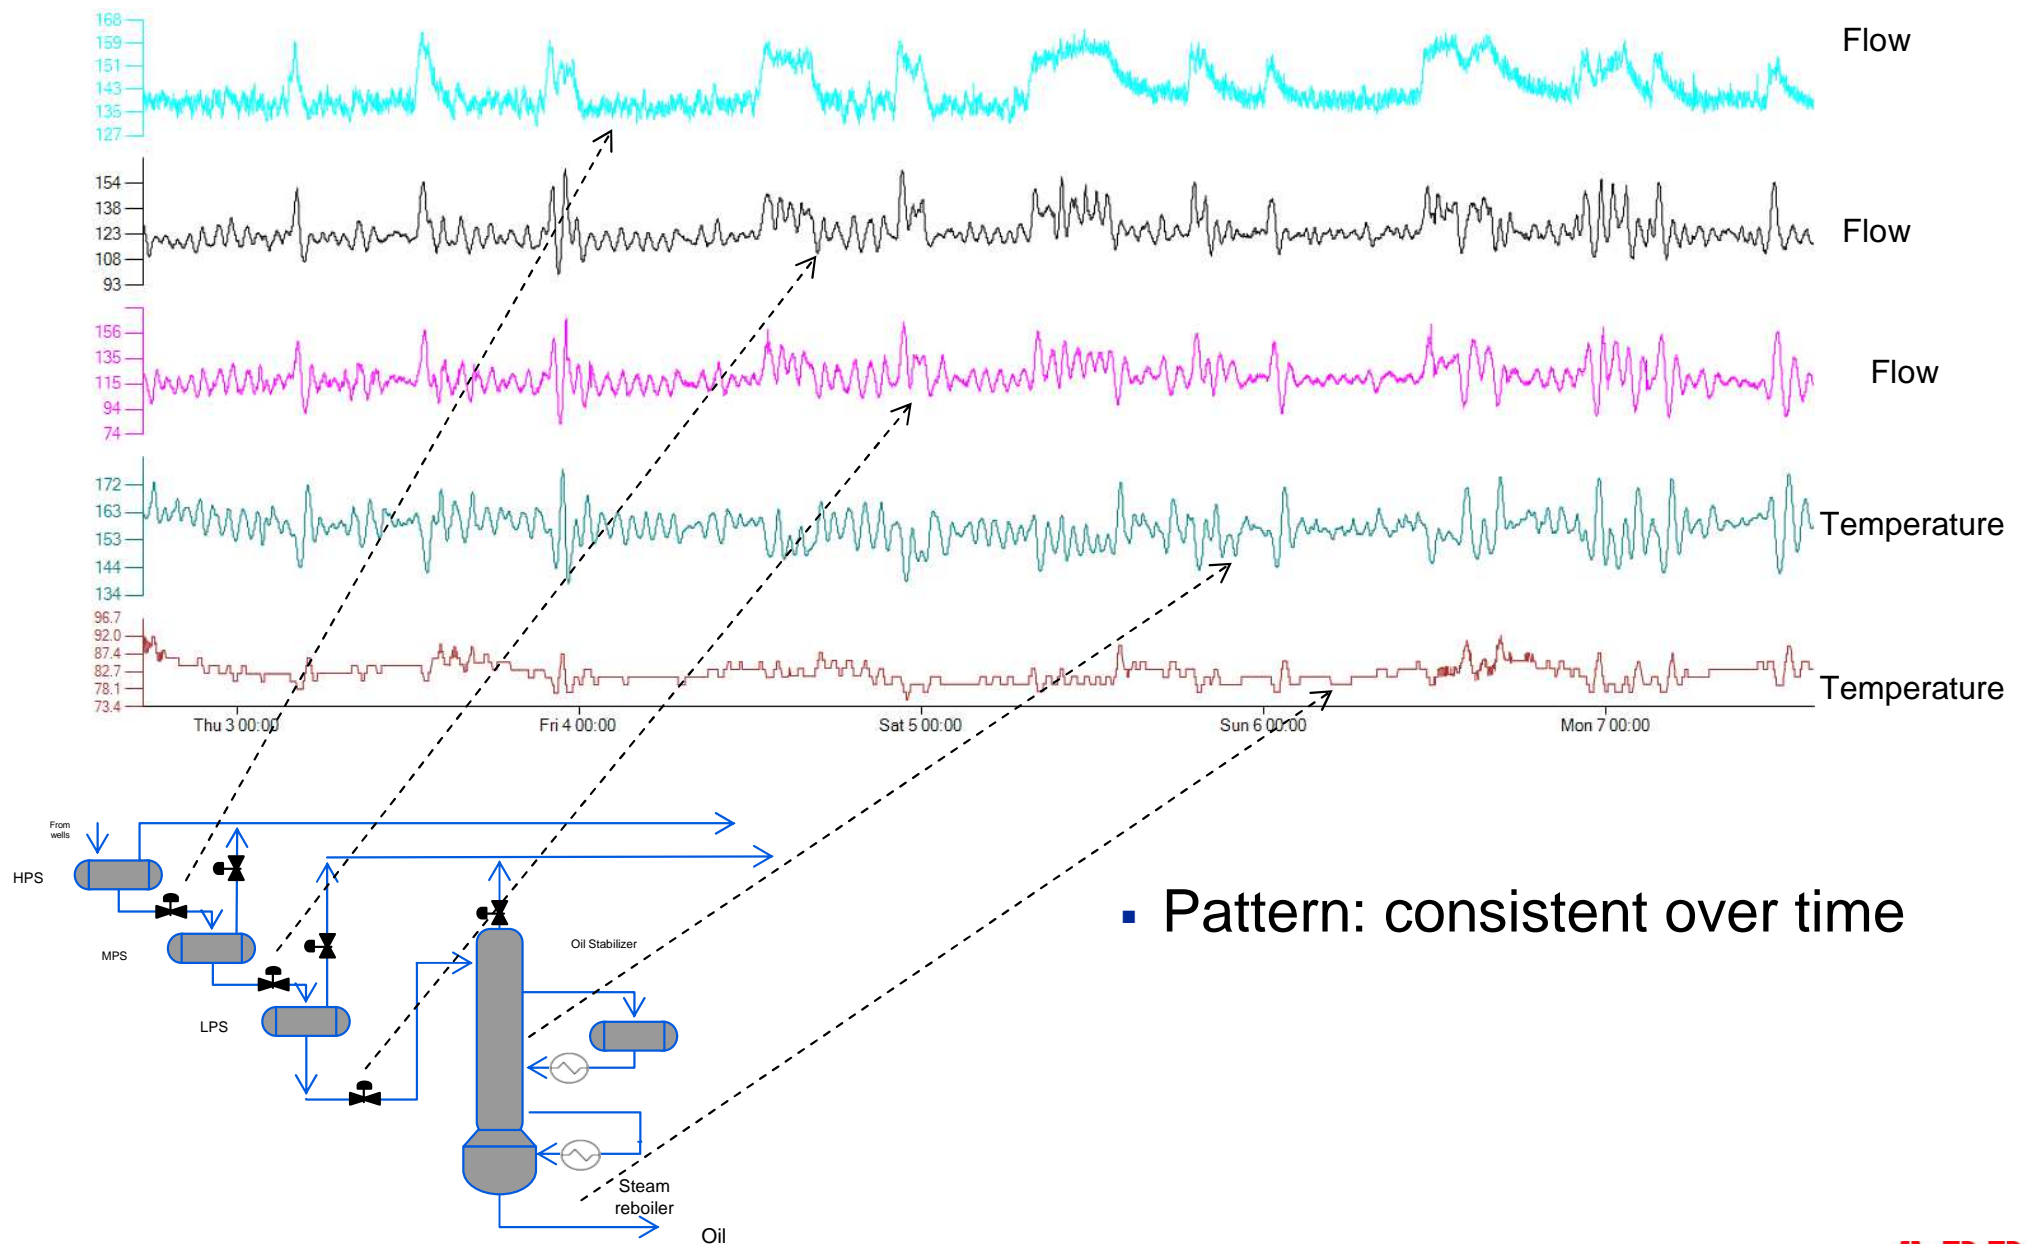 168
159
151
143
135
127
Flow
154
138
123
108
93
Flow
156
135
115
94
74
Flow
172
163
153
144
134
Temperature
96.7
92.0
87.4
82.7
78.1
73.4
Temperature
Thu 3 00:00
Fri 4 00:00
Sat 5 00:00
Sun 6 00:00
Mon 7 00:00
From
wells
HPS
MPS
LPS
Oil Stabilizer
Steam
reboiler
Oil
▪ Pattern: consistent over time